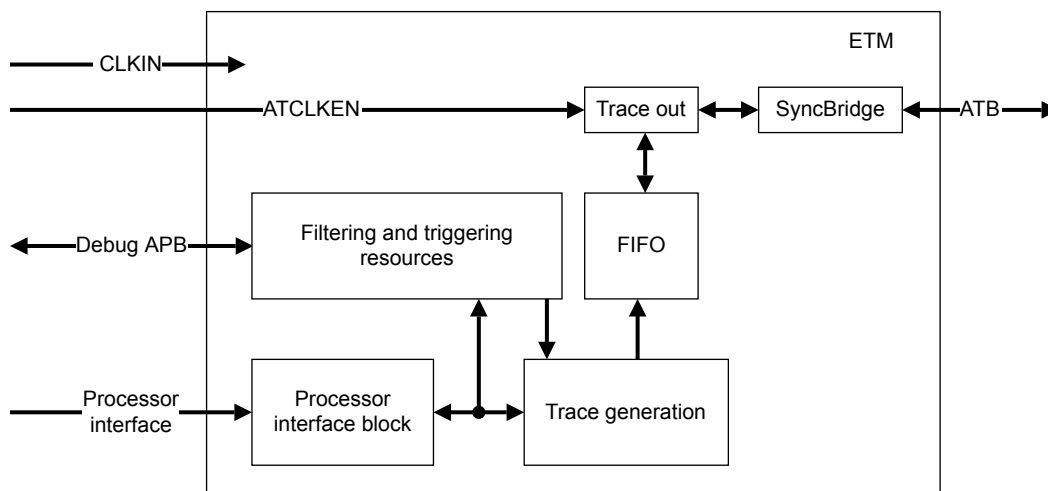 ETM
CLKIN
ATCLKEN
Trace out
SyncBridge
ATB
Debug APB
Filtering and triggering
resources
FIFO
Processor
interface
Processor
interface block
Trace generation